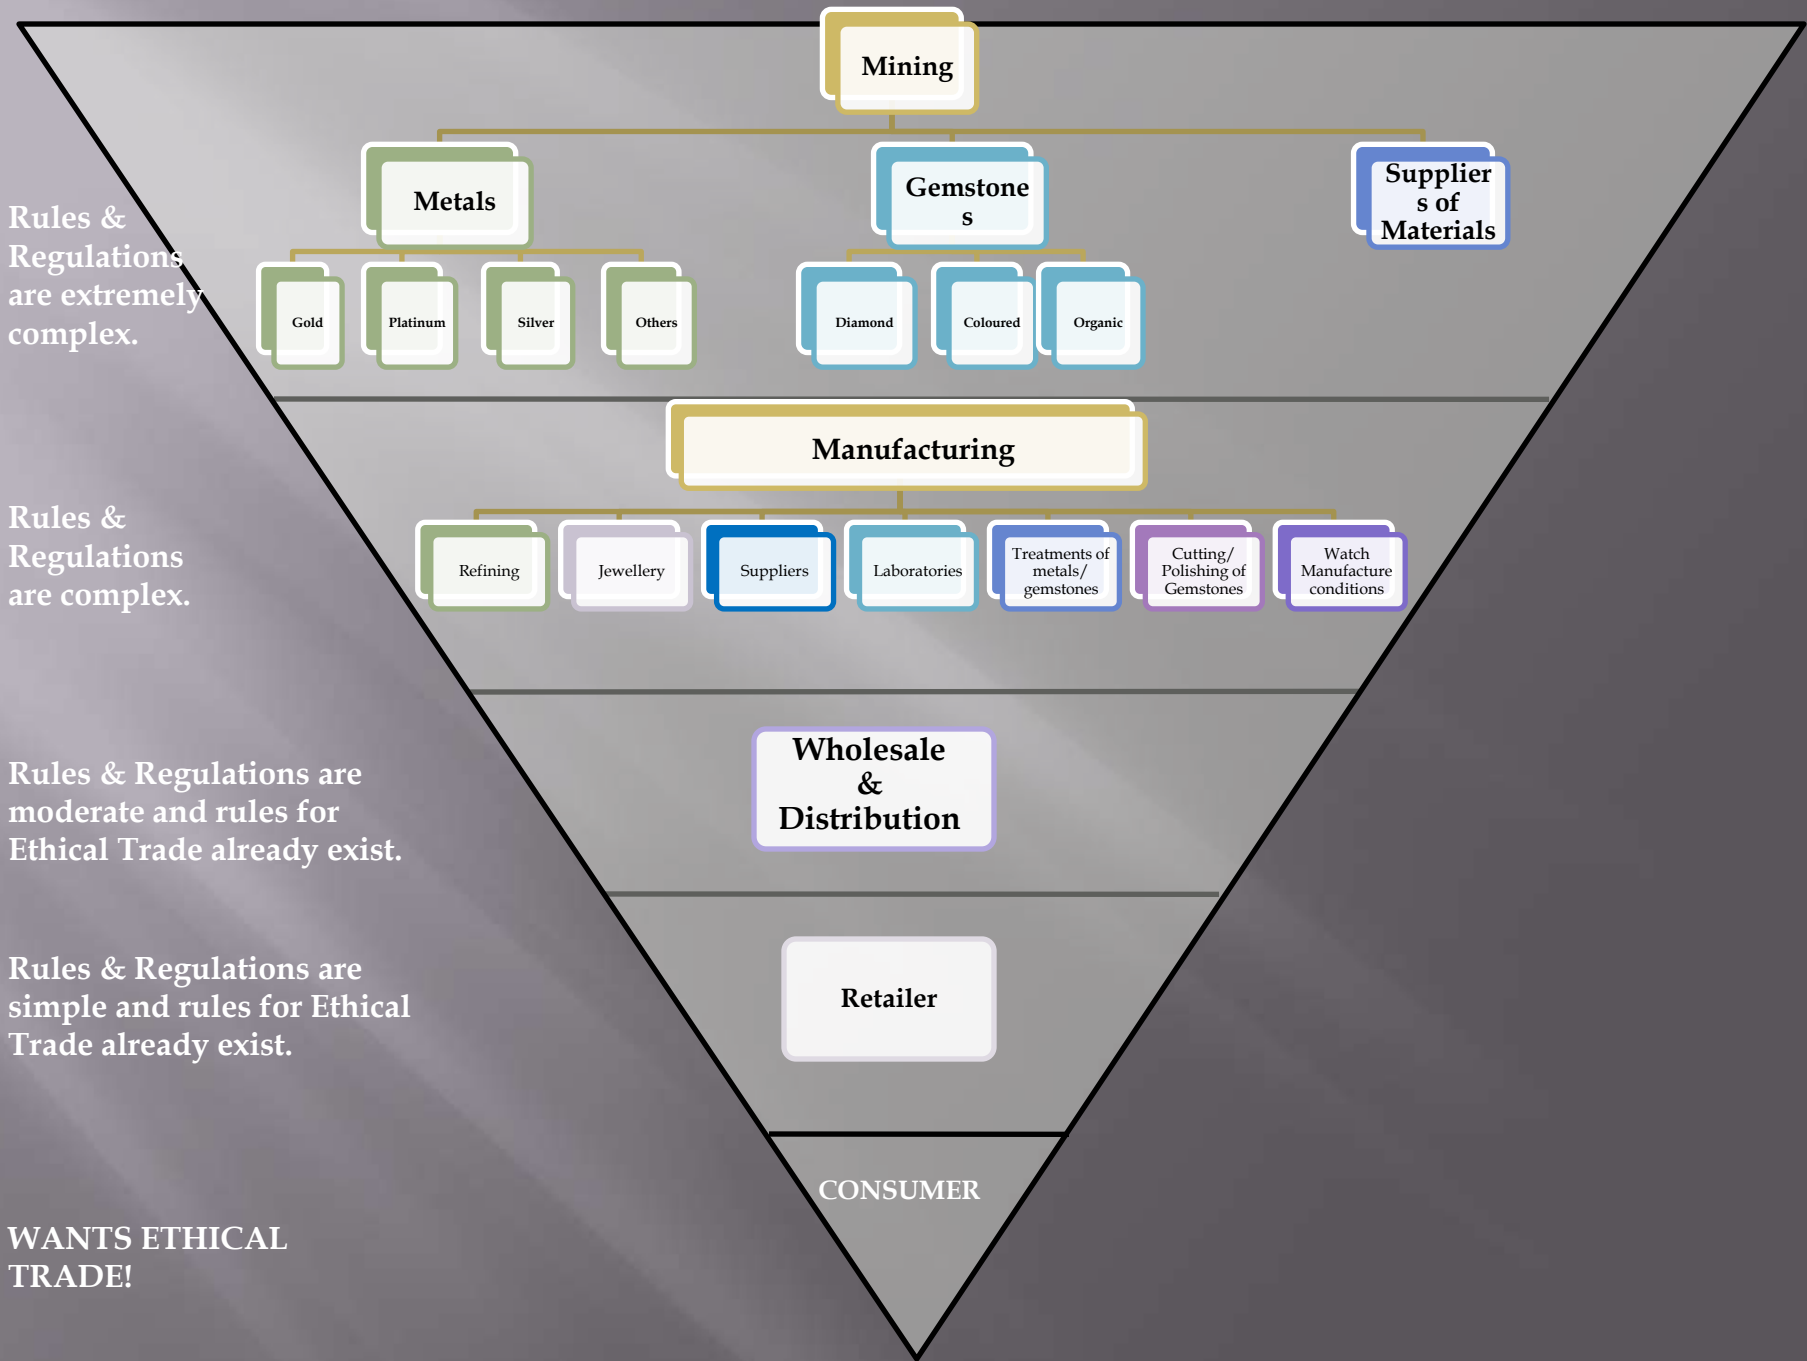 Mining
Metals
Gemstone
s
Supplier
s of
Materials
Rules &
Regulations
are extremely
complex.
Gold
Platinum
Silver
Others
Diamond
Coloured
Organic
Manufacturing
Rules &
Regulations
are complex.
Refining
Jewellery
Suppliers
Laboratories
Treatments of
metals/
gemstones
Cutting/
Polishing of
Gemstones
Watch
Manufacture
conditions
Rules & Regulations are
moderate and rules for
Ethical Trade already exist.
Wholesale
&
Distribution
Rules & Regulations are
simple and rules for Ethical
Trade already exist.
Retailer
CONSUMER
WANTS ETHICAL
TRADE!